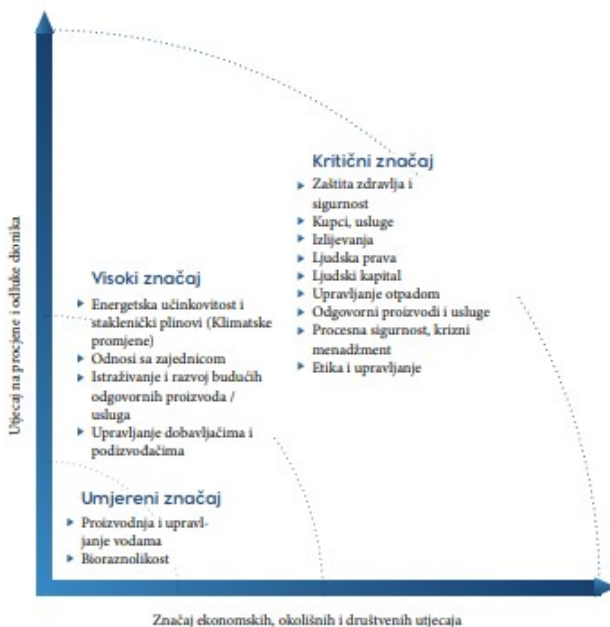 Utjecaj na procjene i odluke dionika
Kritični značaj
Zaštita zdravlja i
sigurnost
Kupci, usluge
Izlijevanja
Ljudska prava
Ljudski kapital
Upravljanje otpadom
Odgovorni proizvodi i usluge
Procesna sigurnost, krizni
menadžment
Etika i upravljanje
Visoki značaj
Energetska učinkovitost i
staklenički plinovi (Klimatske
promjene)
Odnosi sa zajednicom
Istraživanje i razvoj budućih
odgovornih proizvoda /
usluga
Upravljanje dobavljačima i
podizvođačima
Umjereni značaj
Proizvodnja i uprav-
janje vodama
Bioraznolikost
Značaj ekonomskih, okolišnih i društvenih utjecaja